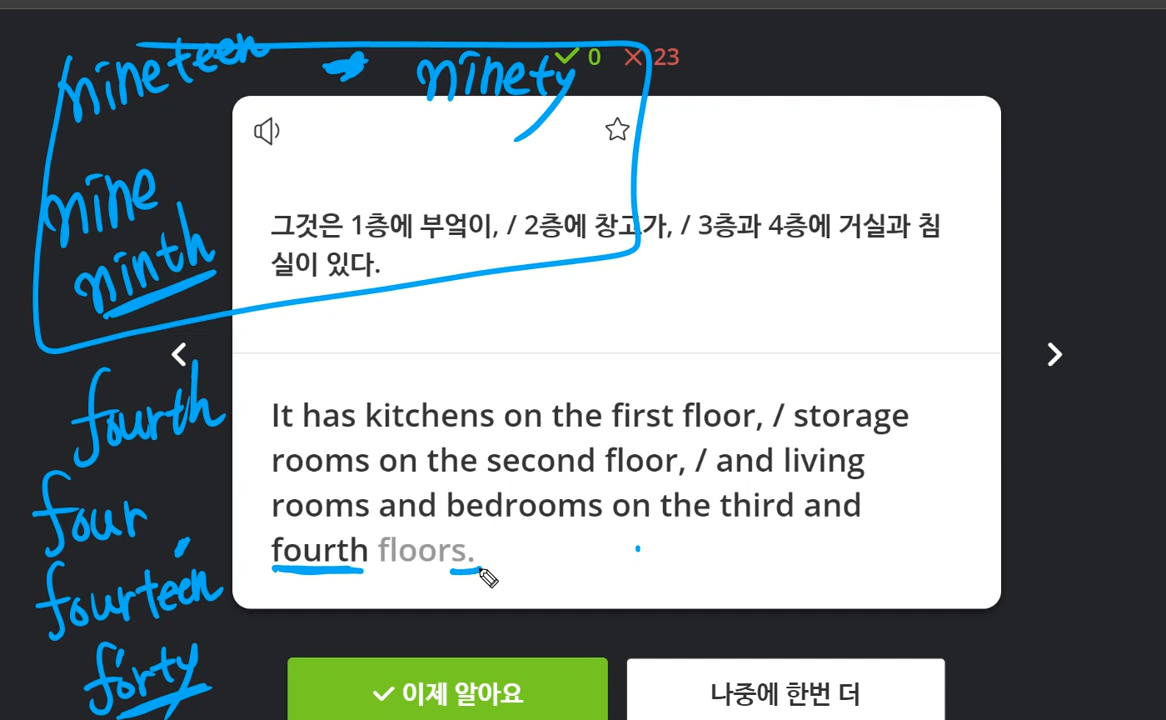 nineteen → ninety
0 23
nine
ninth
그것은 1층에 부엌이, / 2층에 창고가, / 3층과 4층에 거실과 침
실이 있다.
fourth
It has kitchens on the first floor, / storage
rooms on the second floor, / and living
rooms and bedrooms on the third and
fourth floors.
four
fourteen
forty
이제 알아요
나중에 한번 더